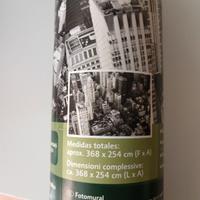 Medidas totales:
aprox. 368 x 254 cm (F x A)
Dimensioni complessive:
ca. 368 x 254 cm (L x A)
Fotomural